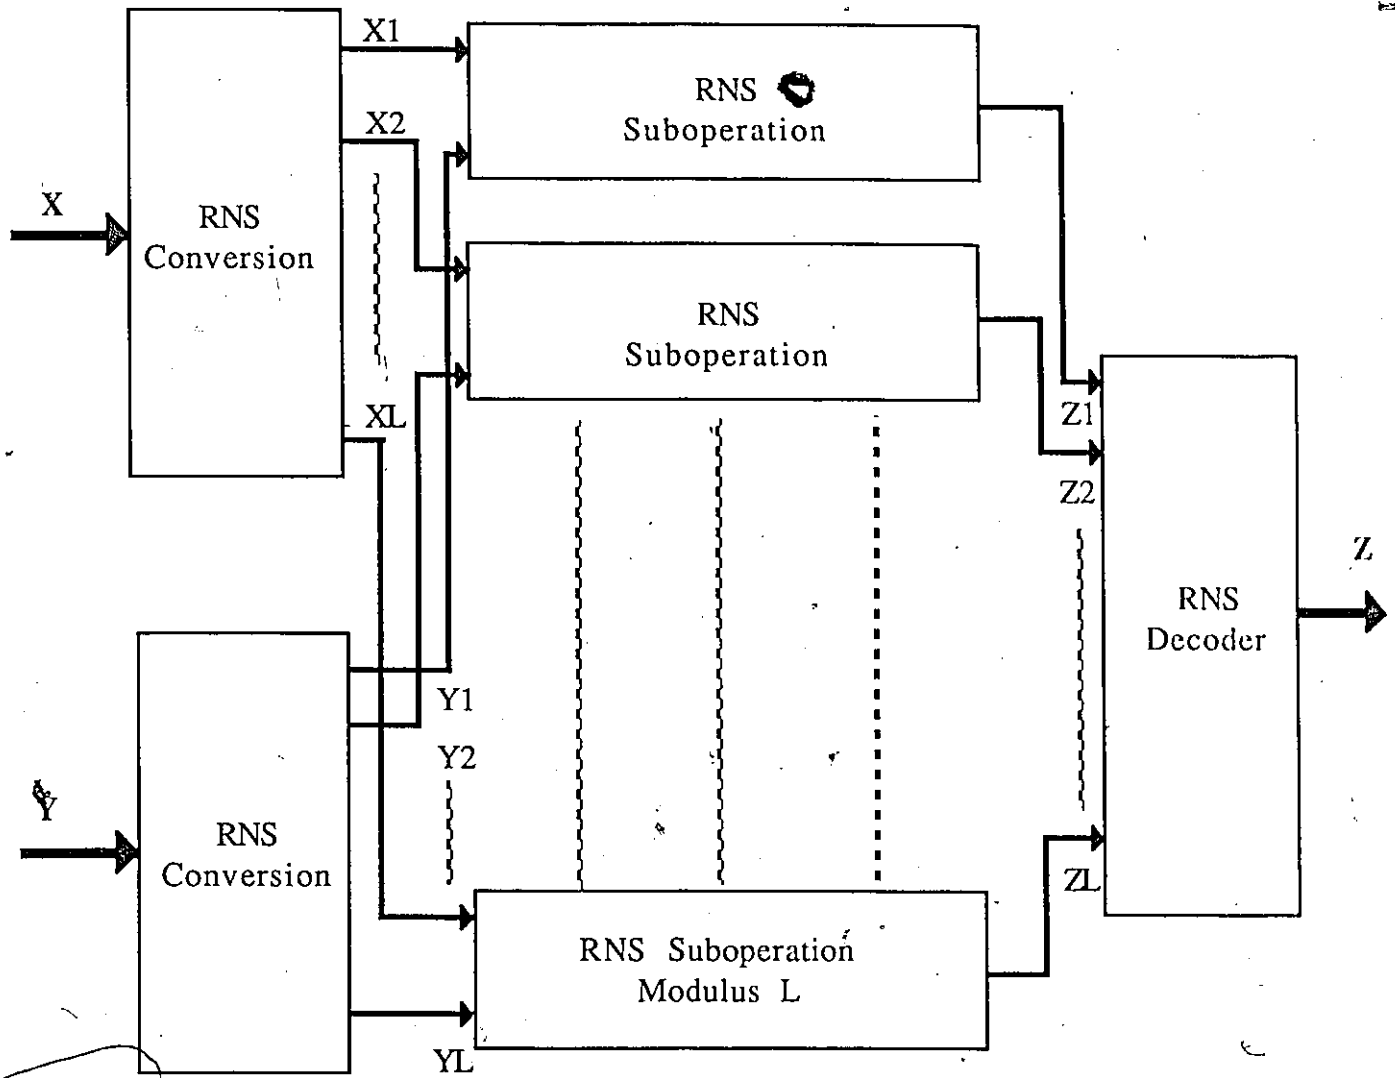 X1
RNS
Suboperation
X2
X
RNS
Conversion
RNS
Suboperation
XL
Z1
Z2
Z
RNS
Decoder
Y1
Y2
Y
RNS
Conversion
ZL
RNS Suboperation
Modulus L
YL